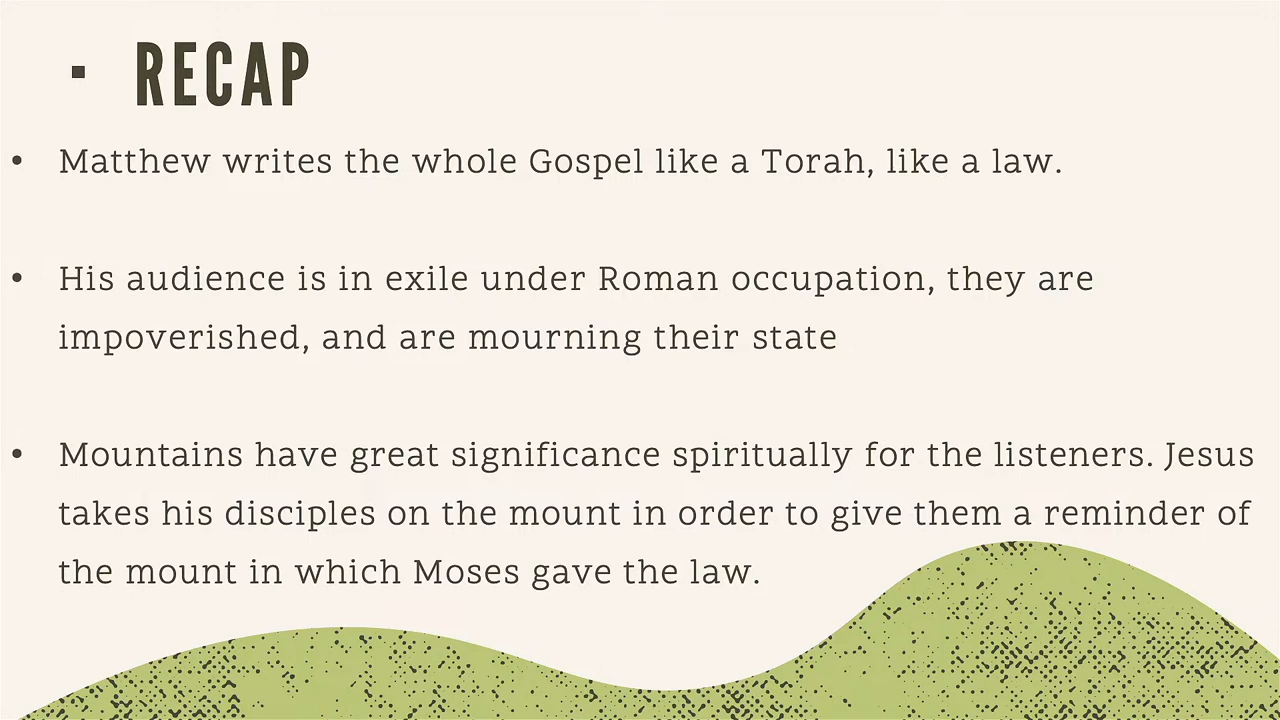 ▪ RECAP
• Matthew writes the whole Gospel like a Torah, like a law.
• His audience is in exile under Roman occupation, they are
impoverished, and are mourning their state
• Mountains have great significance spiritually for the listeners. Jesus
takes his disciples on the mount in order to give them a reminder of
the mount in which Moses gave the law.